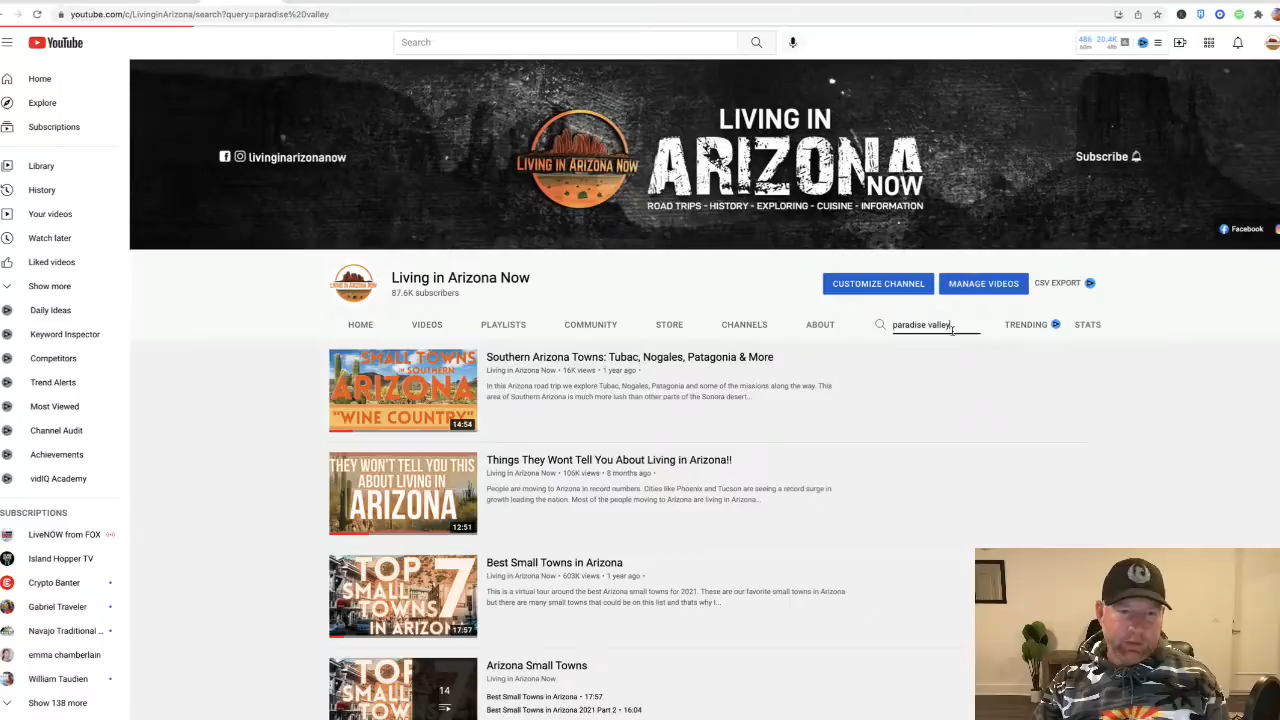 youtube.com/c/LivinginArizona/search?query=paradise%20valley
YouTube
Search
486 20.4K
60m 48h
Home
Explore
Subscriptions
Library
History
Your videos
Watch later
Liked videos
Show more
Daily Ideas
Keyword Inspector
Competitors
Trend Alerts
Most Viewed
Channel Audit
Achievements
vidIQ Academy
SUBSCRIPTIONS
LiveNOW from FOX
Island Hopper TV
Crypto Banter
Gabriel Traveler
Navajo Traditional ...
emma chamberlain
William Taudien
Show 138 more
livinginarizonanow
LIVING IN ARIZONA NOW
LIVING IN
ARIZONA
NOW
ROAD TRIPS - HISTORY - EXPLORING - CUISINE - INFORMATION
Subscribe
Facebook
Living in Arizona Now
87.6K subscribers
CUSTOMIZE CHANNEL
MANAGE VIDEOS
CSV EXPORT
HOME VIDEOS PLAYLISTS COMMUNITY STORE CHANNELS ABOUT paradise valley TRENDING STATS
SMALL TOWNS
IN SOUTHERN
ARIZONA
"WINE COUNTRY"
14:54
Southern Arizona Towns: Tubac, Nogales, Patagonia & More
Living in Arizona Now • 16K views • 1 year ago •
In this Arizona road trip we explore Tubac, Nogales, Patagonia and some of the missions along the way. This
area of Southern Arizona is much more lush than other parts of the Sonora desert...
THEY WON'T TELL YOU THIS
ABOUT LIVING IN
ARIZONA
12:51
Things They Wont Tell You About Living in Arizona!!
Living in Arizona Now • 106K views • 8 months ago •
People are moving to Arizona in record numbers. Cities like Phoenix and Tucson are seeing a record surge in
growth leading the nation. Most of the people moving to Arizona are living in Arizona...
TOP 7
SMALL
TOWNS
IN ARIZON
17:57
Best Small Towns in Arizona
Living in Arizona Now • 603K views • 1 year ago •
This is a virtual tour around the best Arizona small towns for 2021. These are our favorite small towns in Arizona
but there are many small towns that could be on this list and thats why I...
TOP
SMALL
TOW
14
Arizona Small Towns
Living in Arizona Now
Best Small Towns in Arizona • 17:57
Best Small Towns in Arizona 2021 Part 2 • 16:04